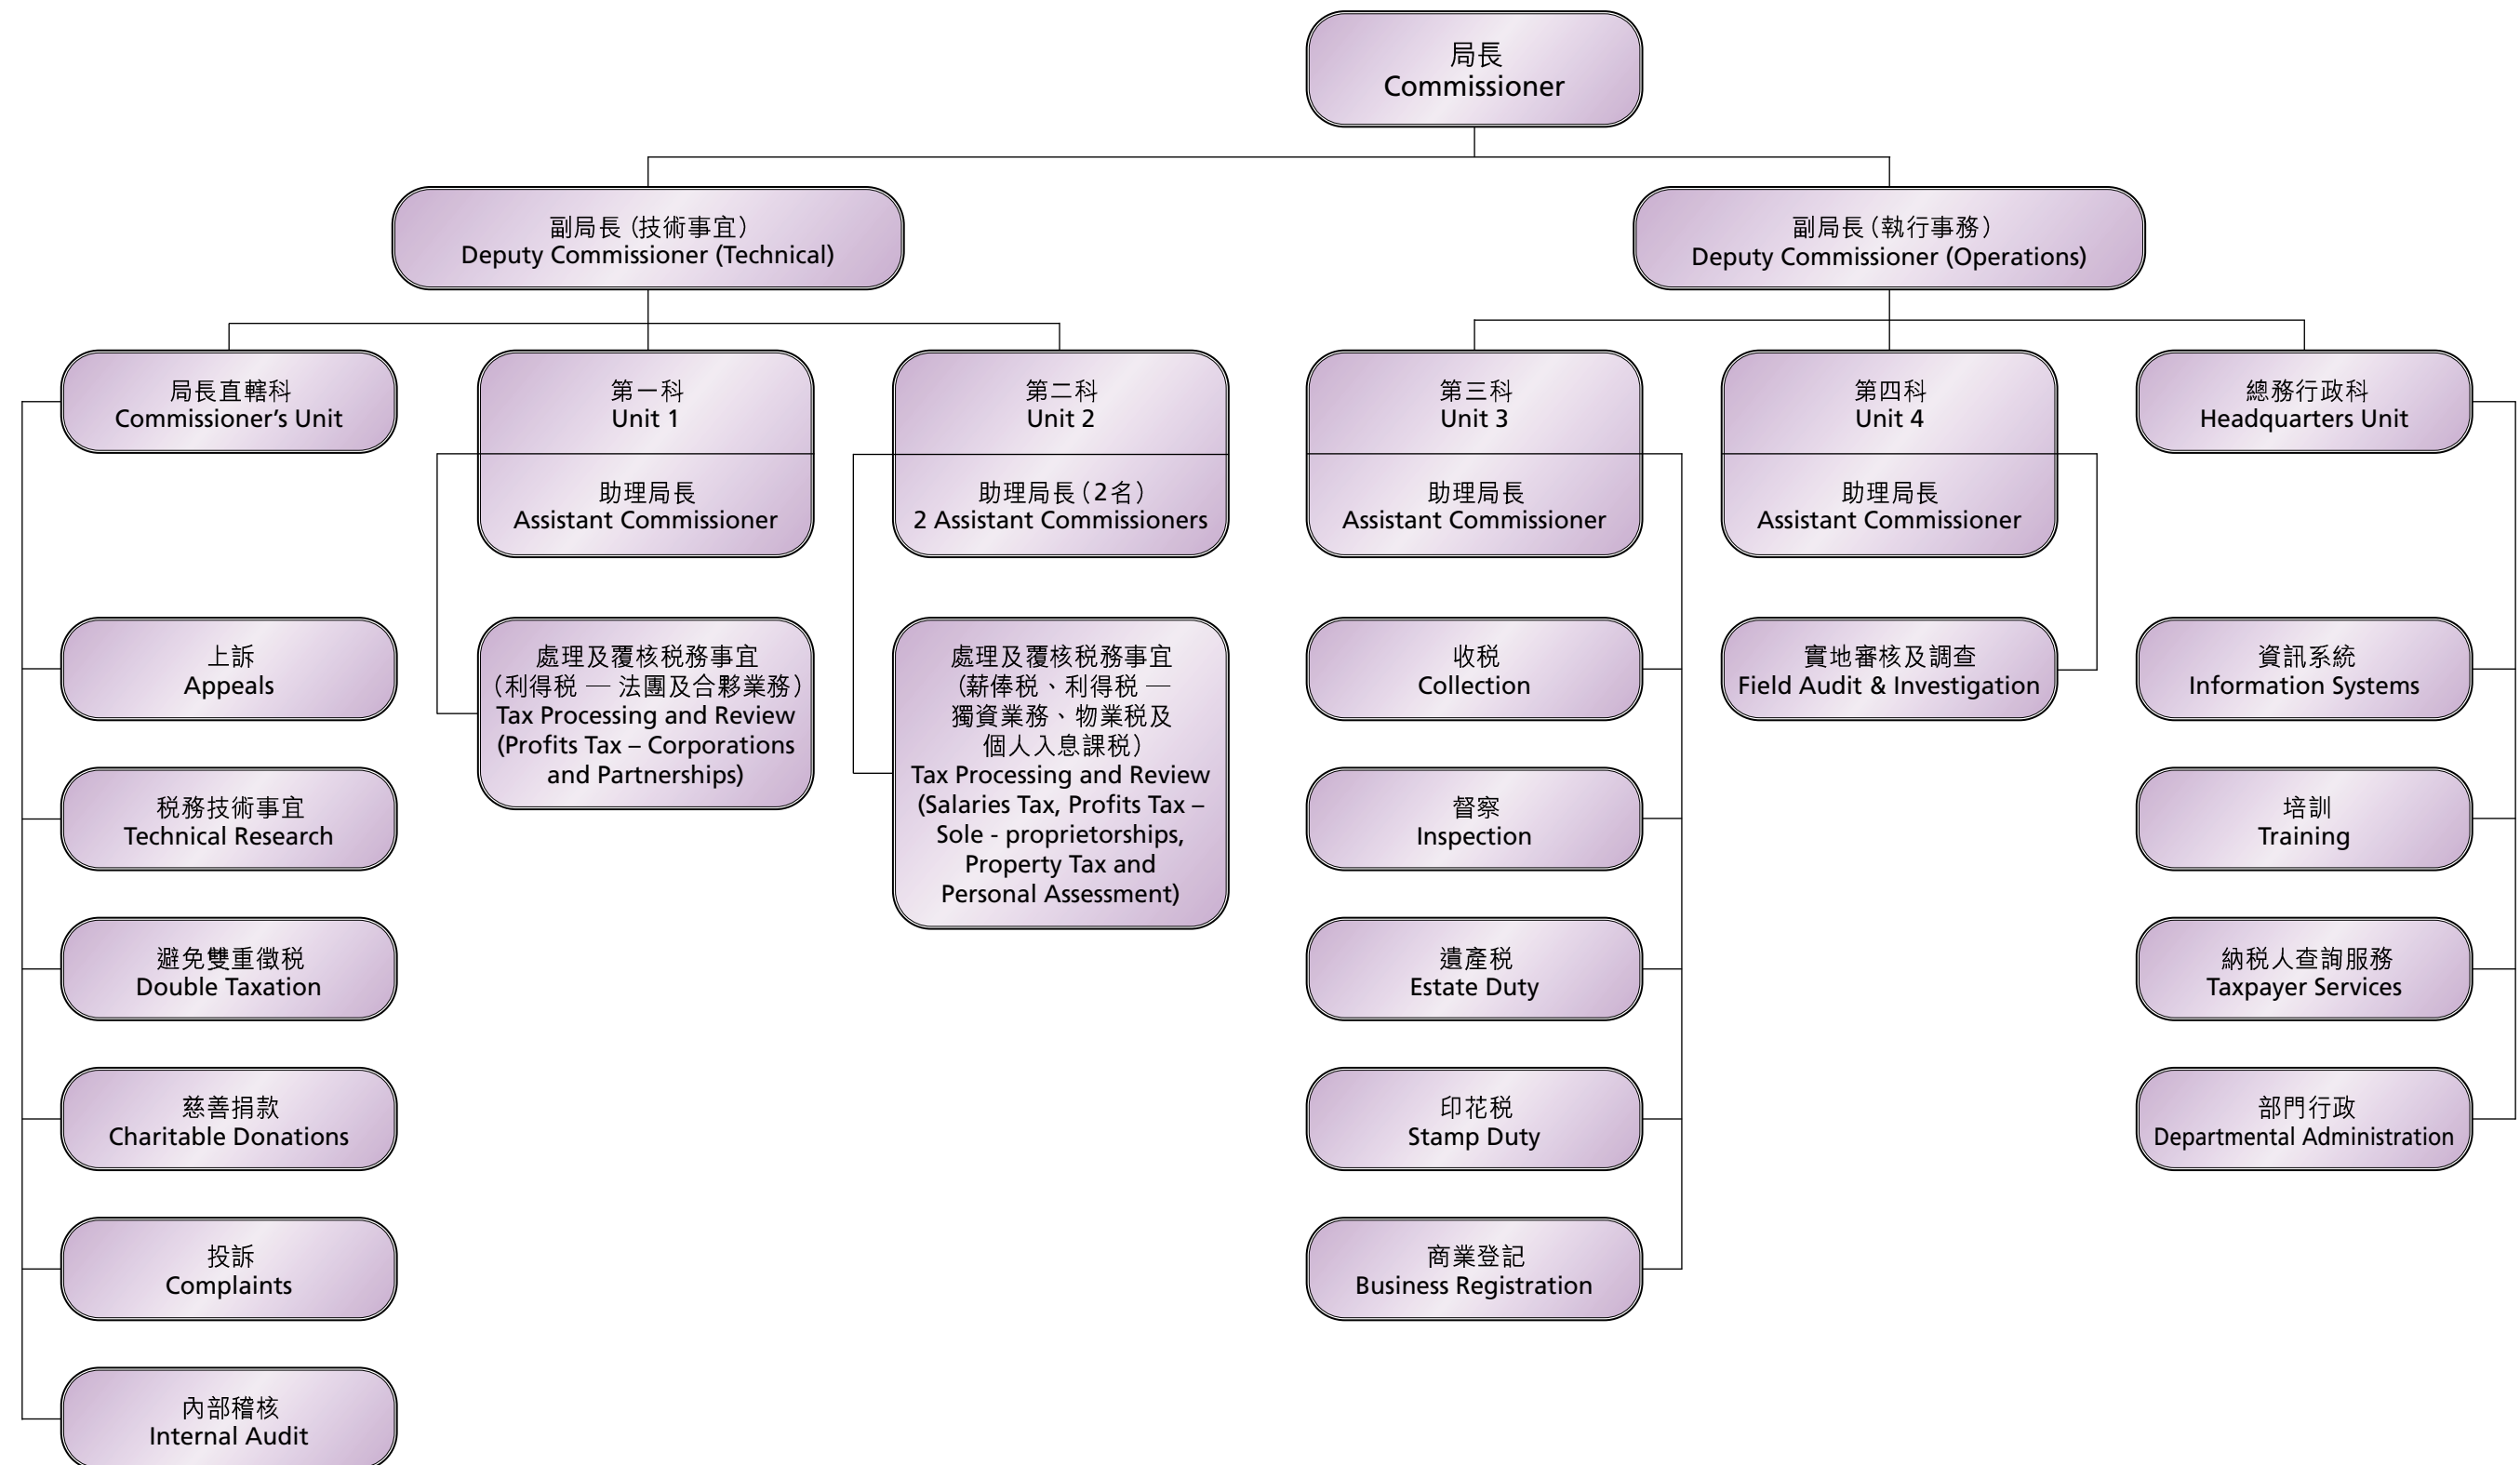 局長
Commissioner
副局長（技術事宜）
Deputy Commissioner (Technical)
副局長（執行事務）
Deputy Commissioner (Operations)
局長直轄科
Commissioner’s Unit
第一科
Unit 1
助理局長
Assistant Commissioner
第二科
Unit 2
助理局長（2名）
2 Assistant Commissioners
第三科
Unit 3
助理局長
Assistant Commissioner
第四科
Unit 4
助理局長
Assistant Commissioner
總務行政科
Headquarters Unit
上訴
Appeals
税務技術事宜
Technical Research
避免雙重徵税
Double Taxation
慈善捐款
Charitable Donations
投訴
Complaints
內部稽核
Internal Audit
處理及覆核税務事宜
（利得税 — 法團及合夥業務）
Tax Processing and Review
(Profits Tax – Corporations
and Partnerships)
處理及覆核税務事宜
（薪俸税、利得税 —
獨資業務、物業税及
個人入息課税）
Tax Processing and Review
(Salaries Tax, Profits Tax –
Sole - proprietorships,
Property Tax and
Personal Assessment)
收税
Collection
督察
Inspection
遺產税
Estate Duty
印花税
Stamp Duty
商業登記
Business Registration
實地審核及調查
Field Audit & Investigation
資訊系統
Information Systems
培訓
Training
納税人查詢服務
Taxpayer Services
部門行政
Departmental Administration